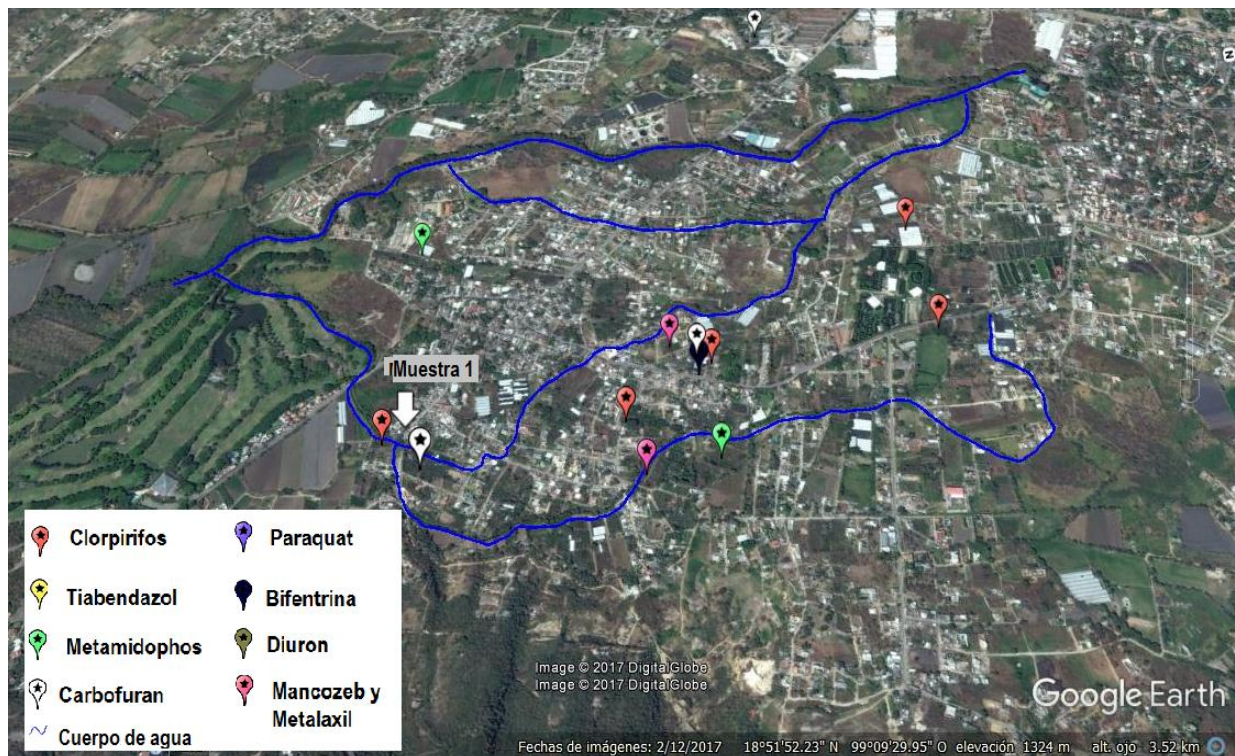 Muestra 1
Clorpirifos
Paraquat
Tiabendazol
Bifentrina
Metamidophos
Diuron
Carbofuran
Mancozeb y
Metalaxil
Cuerpo de agua
Image © 2017 DigitalGlobe
Image © 2017 DigitalGlobe
Google Earth
Fechas de imágenes: 2/12/2017 18°51'52.23" N 99°09'29.95" O elevación 1324 m alt. ojo 3.52 km